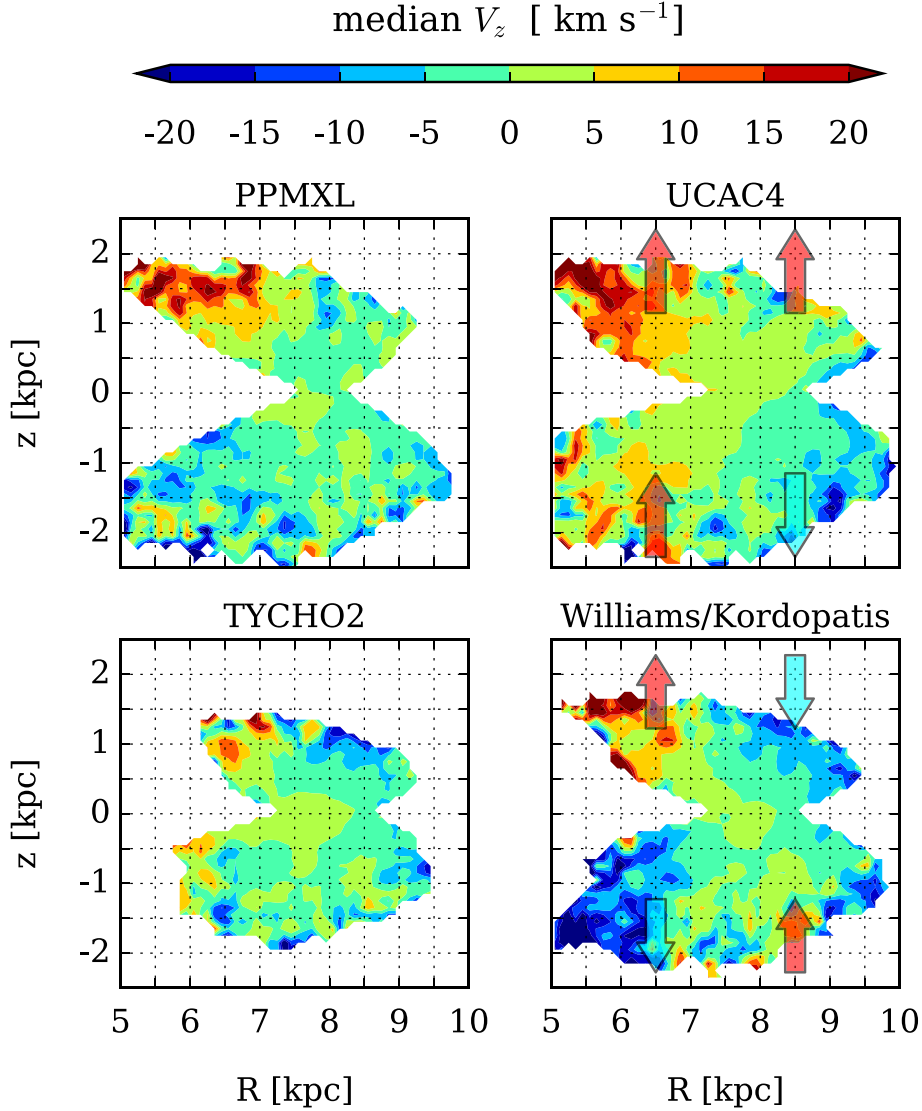 median V_z [ km s⁻¹]
-20 -15 -10 -5 0 5 10 15 20
PPMXL UCAC4
2
1
0
-1
-2
z [kpc]
TYCHO2 Williams/Kordopatis
2
1
0
-1
-2
z [kpc]
5 6 7 8 9 10 5 6 7 8 9 10
R [kpc] R [kpc]